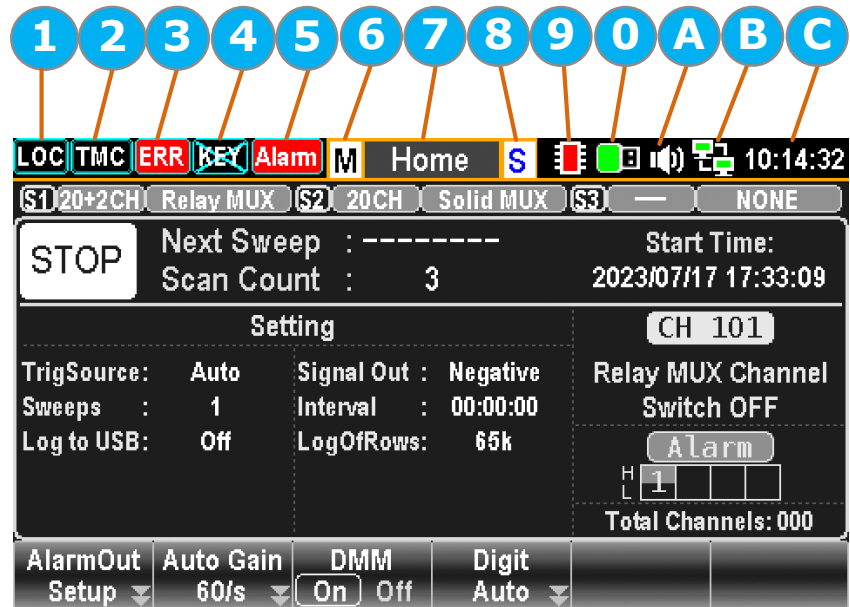 1 2 3 4 5 6 7 8 9 0 A B C
LOC TMC ERR KEY Alarm M Home S 10:14:32
S1 20+2CH Relay MUX S2 20CH Solid MUX S3 — NONE
STOP
Next Sweep : --------
Scan Count : 3
Start Time:
2023/07/17 17:33:09
Setting
TrigSource: Auto Signal Out : Negative
Sweeps : 1 Interval : 00:00:00
Log to USB: Off LogOfRows: 65k
CH 101
Relay MUX Channel
Switch OFF
Alarm
H
L 1
Total Channels: 000
AlarmOut Auto Gain DMM Digit
Setup 60/s On Off Auto